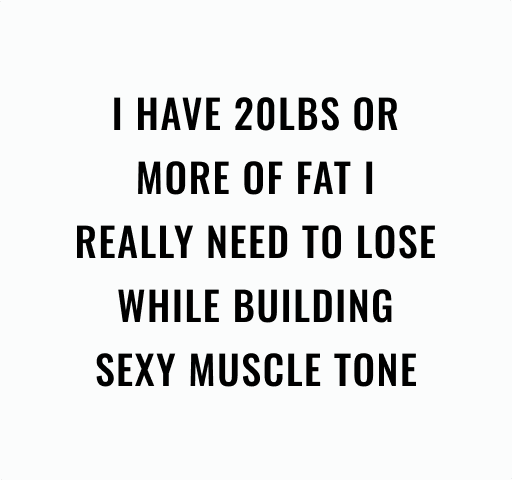 I HAVE 20LBS OR
MORE OF FAT I
REALLY NEED TO LOSE
WHILE BUILDING
SEXY MUSCLE TONE